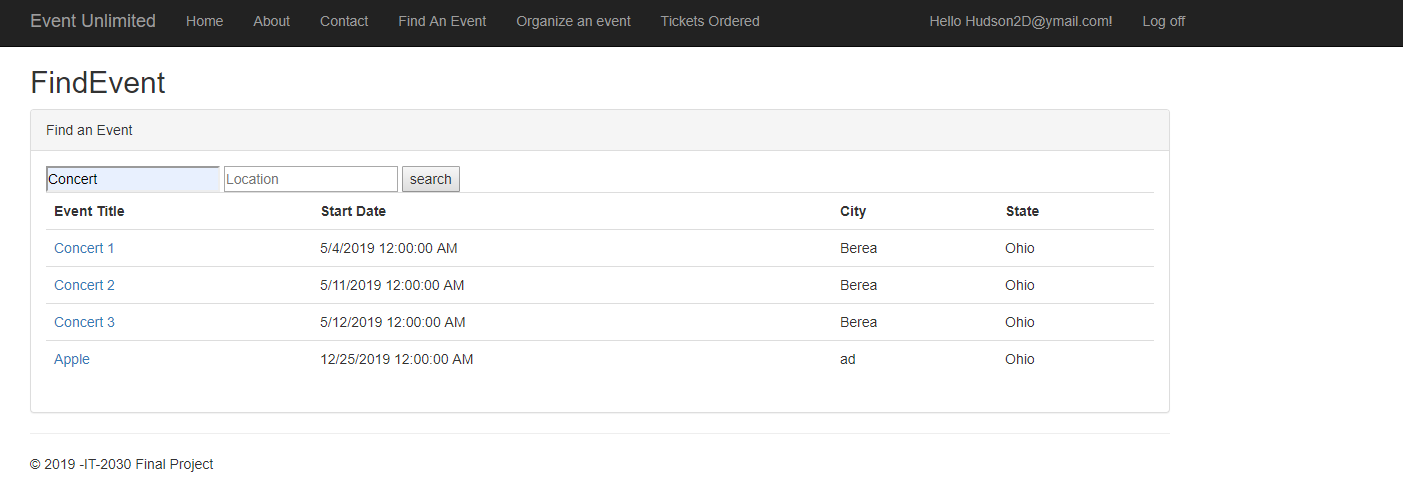 Event Unlimited Home About Contact Find An Event Organize an event Tickets Ordered Hello Hudson2D@ymail.com! Log off
FindEvent
Find an Event
Concert Location search
Event Title Start Date City State
Concert 1 5/4/2019 12:00:00 AM Berea Ohio
Concert 2 5/11/2019 12:00:00 AM Berea Ohio
Concert 3 5/12/2019 12:00:00 AM Berea Ohio
Apple 12/25/2019 12:00:00 AM ad Ohio
© 2019 -IT-2030 Final Project